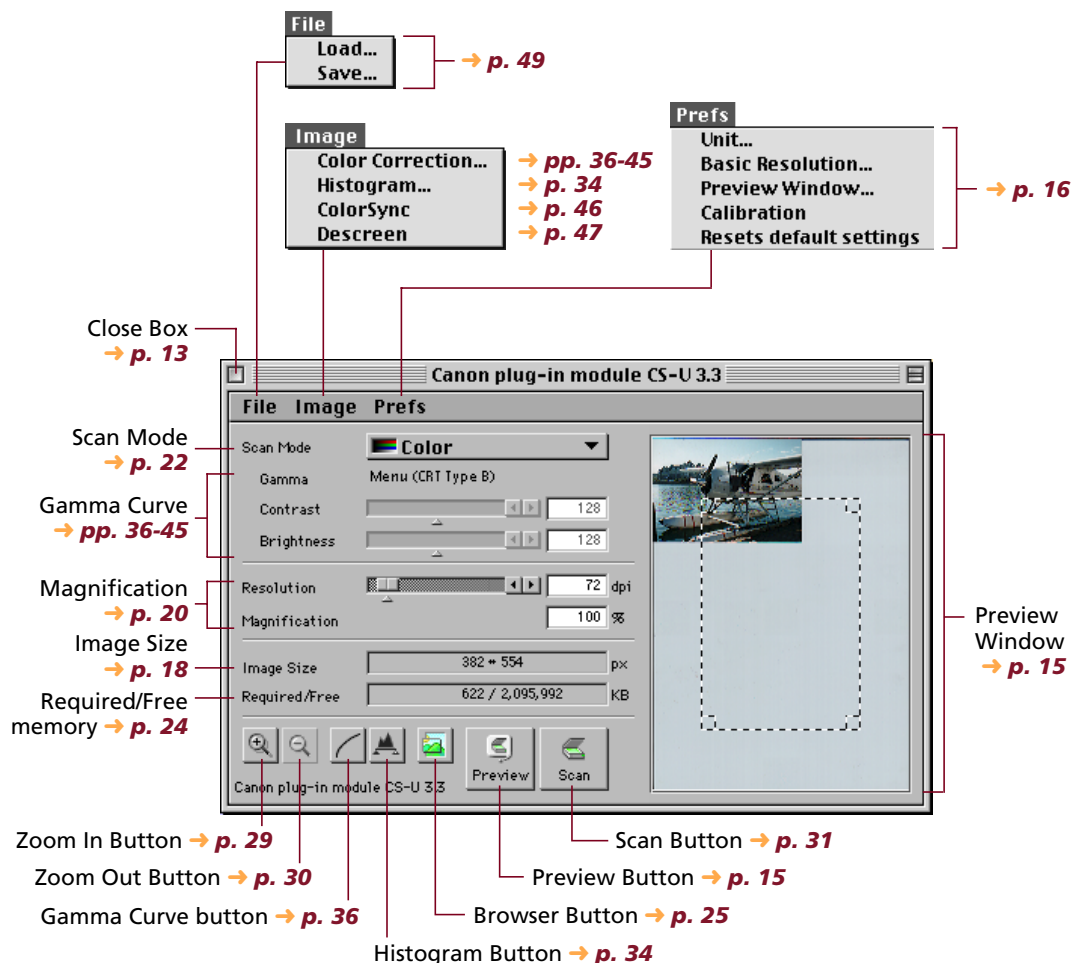 File
Load...
Save...
➔ p. 49
Image
Color Correction...
Histogram...
ColorSync
Descreen
➔ pp. 36-45
➔ p. 34
➔ p. 46
➔ p. 47
Prefs
Unit...
Basic Resolution...
Preview Window...
Calibration
Resets default settings
➔ p. 16
Close Box
➔ p. 13
Scan Mode
➔ p. 22
Gamma Curve
➔ pp. 36-45
Magnification
➔ p. 20
Image Size
➔ p. 18
Required/Free
memory ➔ p. 24
Canon plug-in module CS-U 3.3
File Image Prefs
Scan Mode Color
Gamma Menu (CRT Type B)
Contrast 128
Brightness 128
Resolution 72 dpi
Magnification 100 %
Image Size 382 * 554 px
Required/Free 622 / 2,095,992 KB
Preview
Scan
Canon plug-in module CS-U 3.3
Preview
Window
➔ p. 15
Zoom In Button ➔ p. 29
Zoom Out Button ➔ p. 30
Gamma Curve button ➔ p. 36
Histogram Button ➔ p. 34
Browser Button ➔ p. 25
Preview Button ➔ p. 15
Scan Button ➔ p. 31